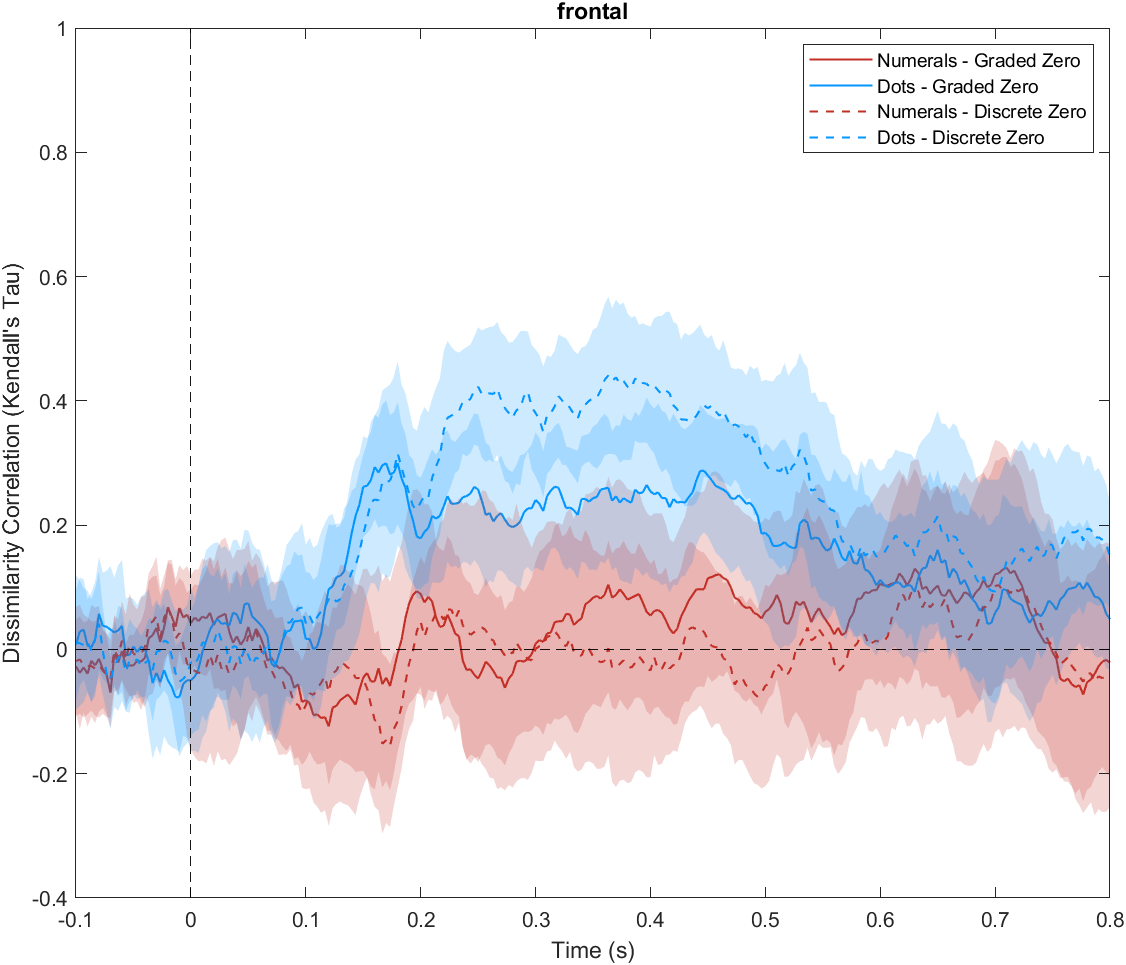 frontal
1
0.8
0.6
0.4
0.2
0
-0.2
-0.4
Dissimilarity Correlation (Kendall's Tau)
Numerals - Graded Zero
Dots - Graded Zero
Numerals - Discrete Zero
Dots - Discrete Zero
-0.1 0 0.1 0.2 0.3 0.4 0.5 0.6 0.7 0.8
Time (s)